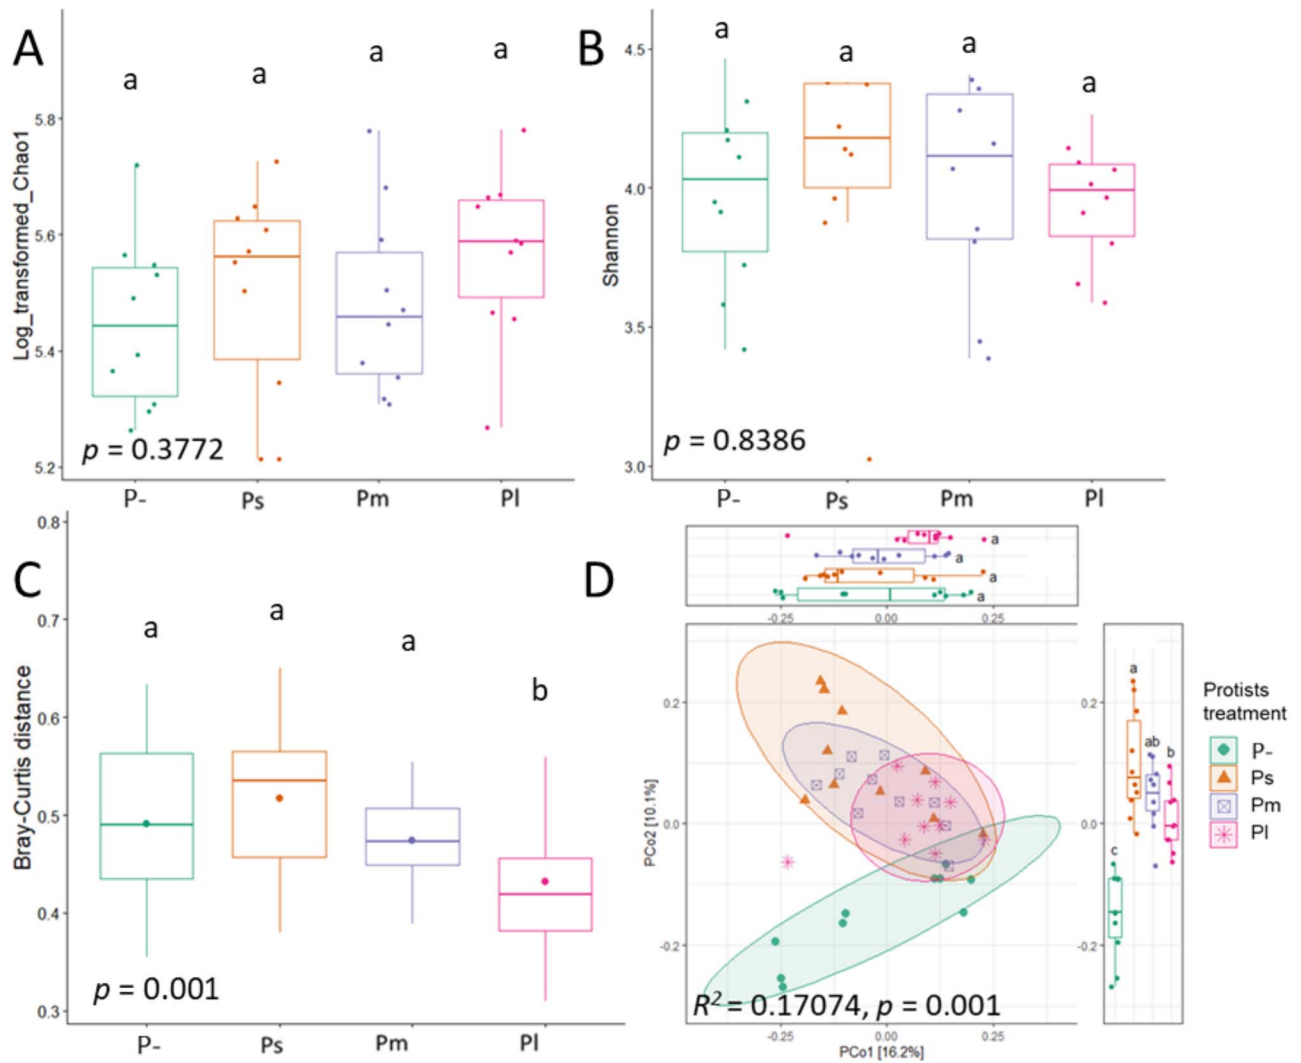 A
a
a
a
a
Log_transformed_Chao1
5.8
5.6
5.4
5.2
p = 0.3772
P- Ps Pm Pl
B
a
a
a
a
Shannon
4.5
4.0
3.5
3.0
p = 0.8386
P- Ps Pm Pl
C
a
a
a
b
Bray-Curtis distance
0.8
0.7
0.6
0.5
0.4
0.3
p = 0.001
P- Ps Pm Pl
D
a
a
a
a
-0.25 0.00 0.25
PCo2 [10.1%]
0.2
0.0
-0.2
R² = 0.17074, p = 0.001
-0.25 0.00 0.25
PCo1 [16.2%]
a
ab
b
c
0.2
0.0
-0.2
Protists
treatment
P-
Ps
Pm
Pl